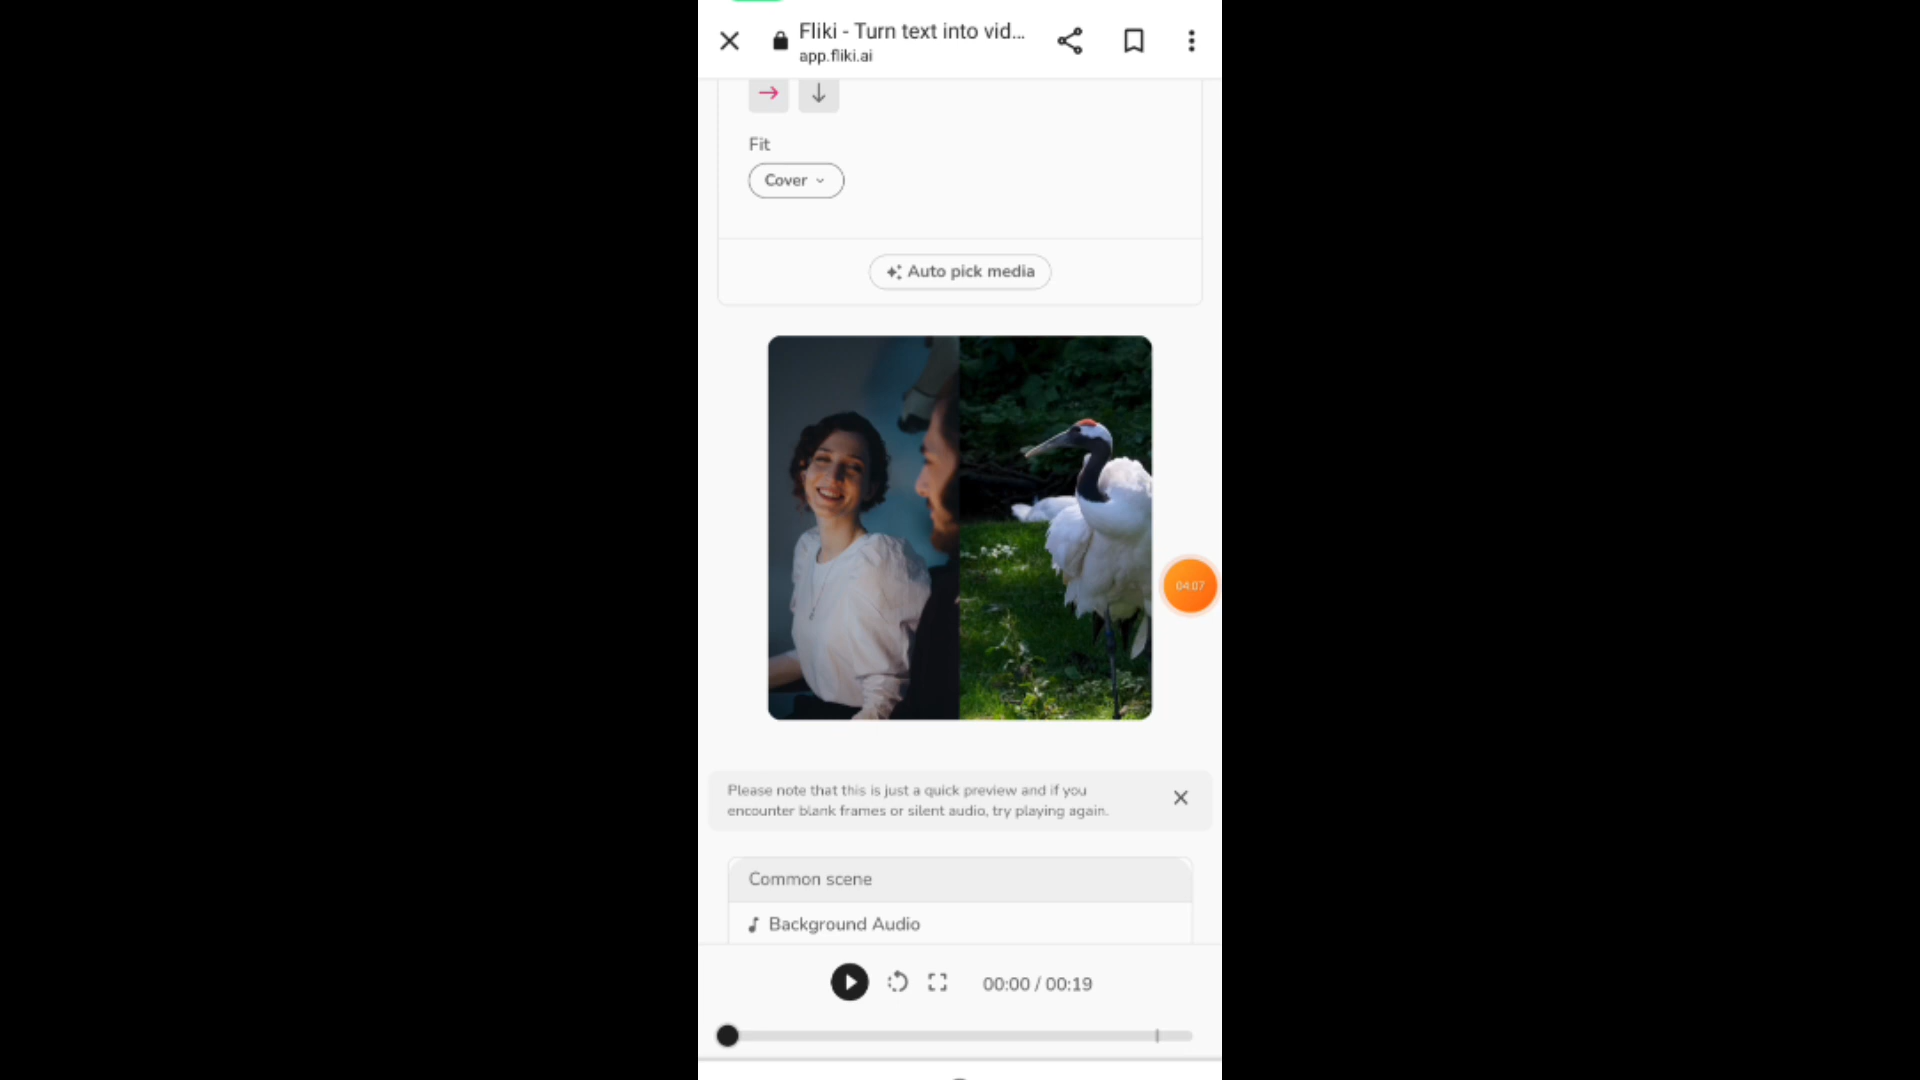 Fliki - Turn text into vid...
app.fliki.ai
Fit
Cover
Auto pick media
04:07
Please note that this is just a quick preview and if you
encounter blank frames or silent audio, try playing again.
Common scene
Background Audio
00:00 / 00:19